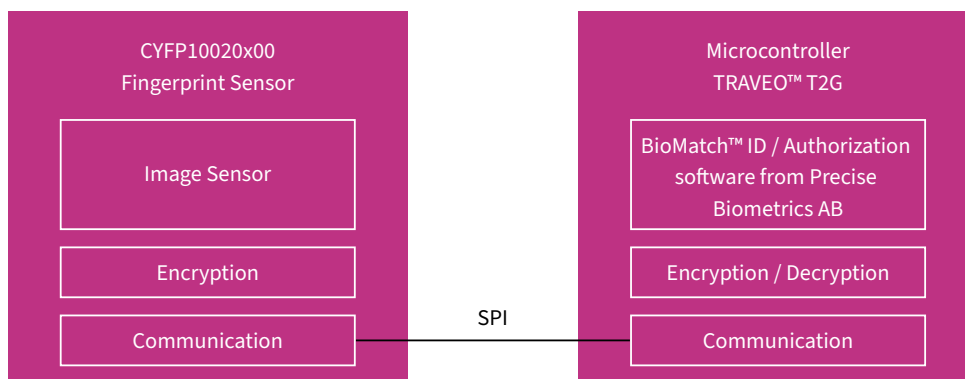 CYFP10020x00
Fingerprint Sensor
Image Sensor
Encryption
Communication
SPI
Microcontroller
TRAVEO™ T2G
BioMatch™ ID / Authorization
software from Precise
Biometrics AB
Encryption / Decryption
Communication